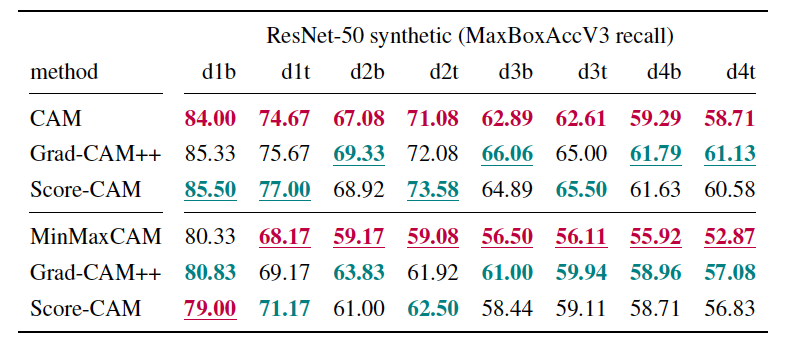 ResNet-50 synthetic (MaxBoxAccV3 recall)
method d1b d1t d2b d2t d3b d3t d4b d4t
CAM 84.00 74.67 67.08 71.08 62.89 62.61 59.29 58.71
Grad-CAM++ 85.33 75.67 69.33 72.08 66.06 65.00 61.79 61.13
Score-CAM 85.50 77.00 68.92 73.58 64.89 65.50 61.63 60.58
MinMaxCAM 80.33 68.17 59.17 59.08 56.50 56.11 55.92 52.87
Grad-CAM++ 80.83 69.17 63.83 61.92 61.00 59.94 58.96 57.08
Score-CAM 79.00 71.17 61.00 62.50 58.44 59.11 58.71 56.83